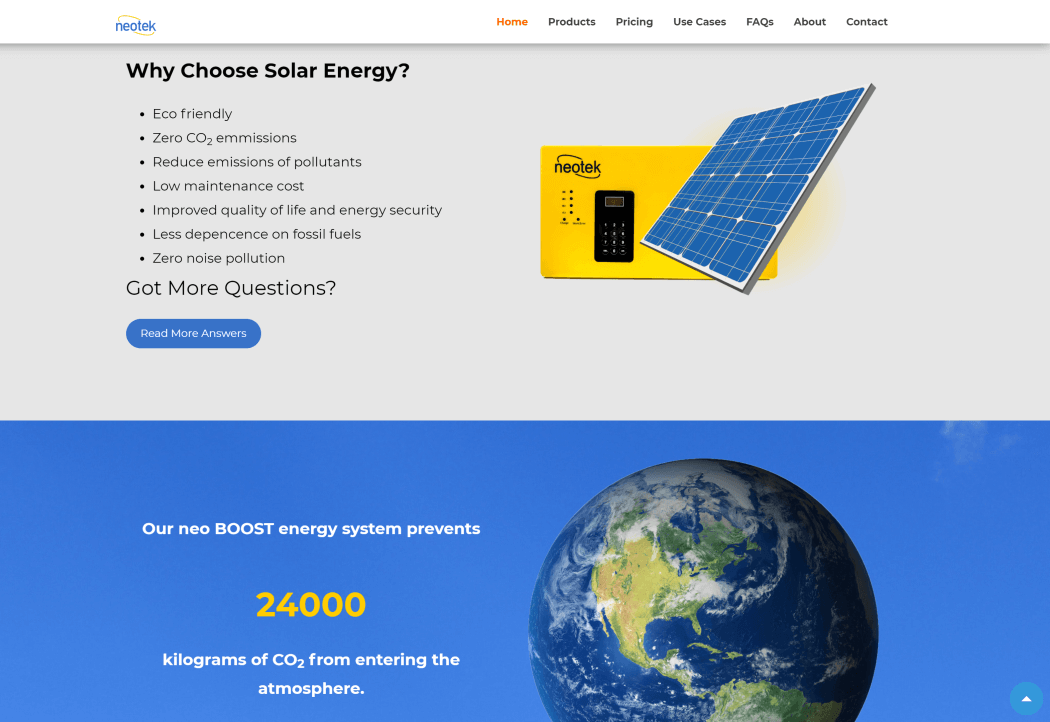 neotek
Home Products Pricing Use Cases FAQs About Contact
Why Choose Solar Energy?
• Eco friendly
• Zero CO₂ emmissions
• Reduce emissions of pollutants
• Low maintenance cost
• Improved quality of life and energy security
• Less depencence on fossil fuels
• Zero noise pollution
Got More Questions?
Read More Answers
neotek
Our neo BOOST energy system prevents
24000
kilograms of CO₂ from entering the
atmosphere.